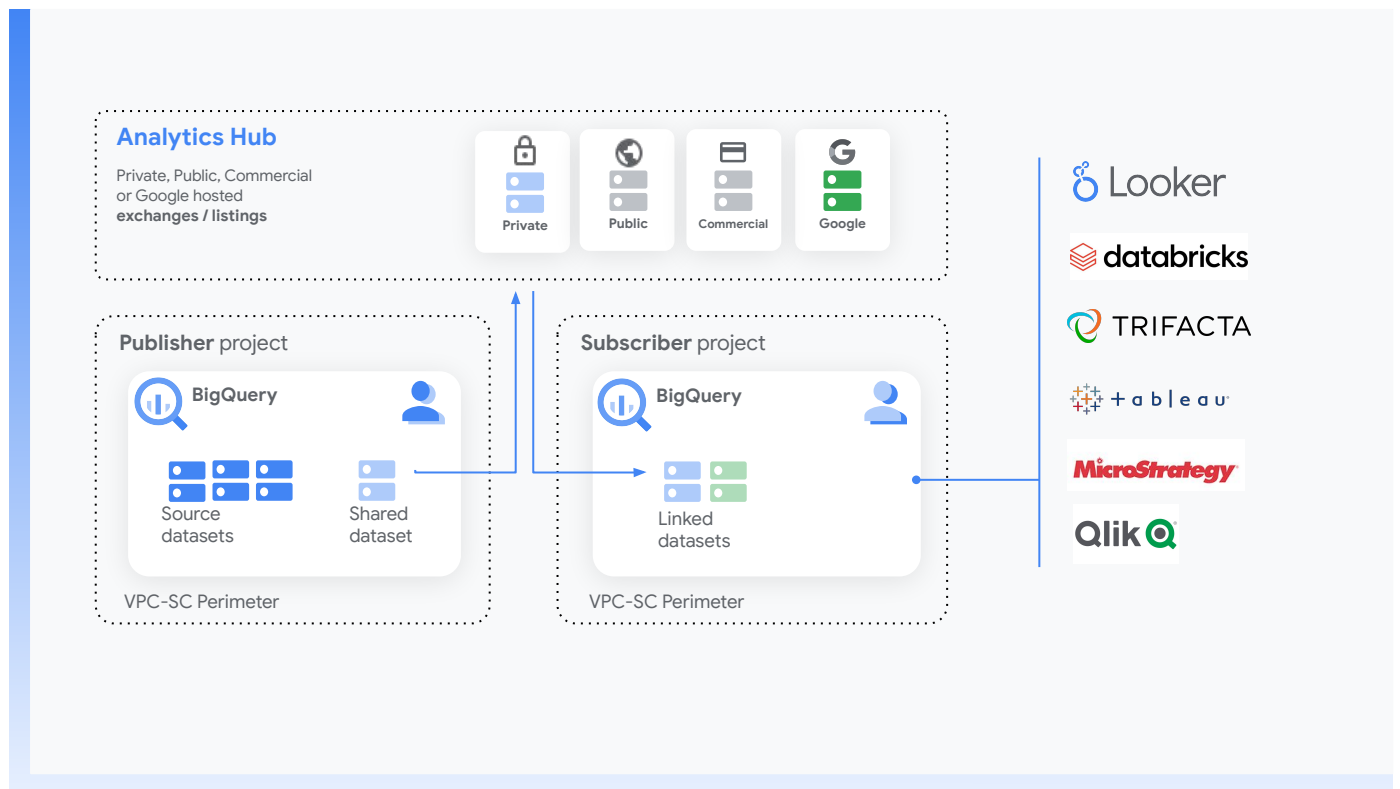 Analytics Hub
Private, Public, Commercial
or Google hosted
exchanges / listings
Private
Public
Commercial
Google
Publisher project
BigQuery
Source
datasets
Shared
dataset
VPC-SC Perimeter
Subscriber project
BigQuery
Linked
datasets
VPC-SC Perimeter
Looker
databricks
TRIFACTA
+ableau
MicroStrategy
Qlik